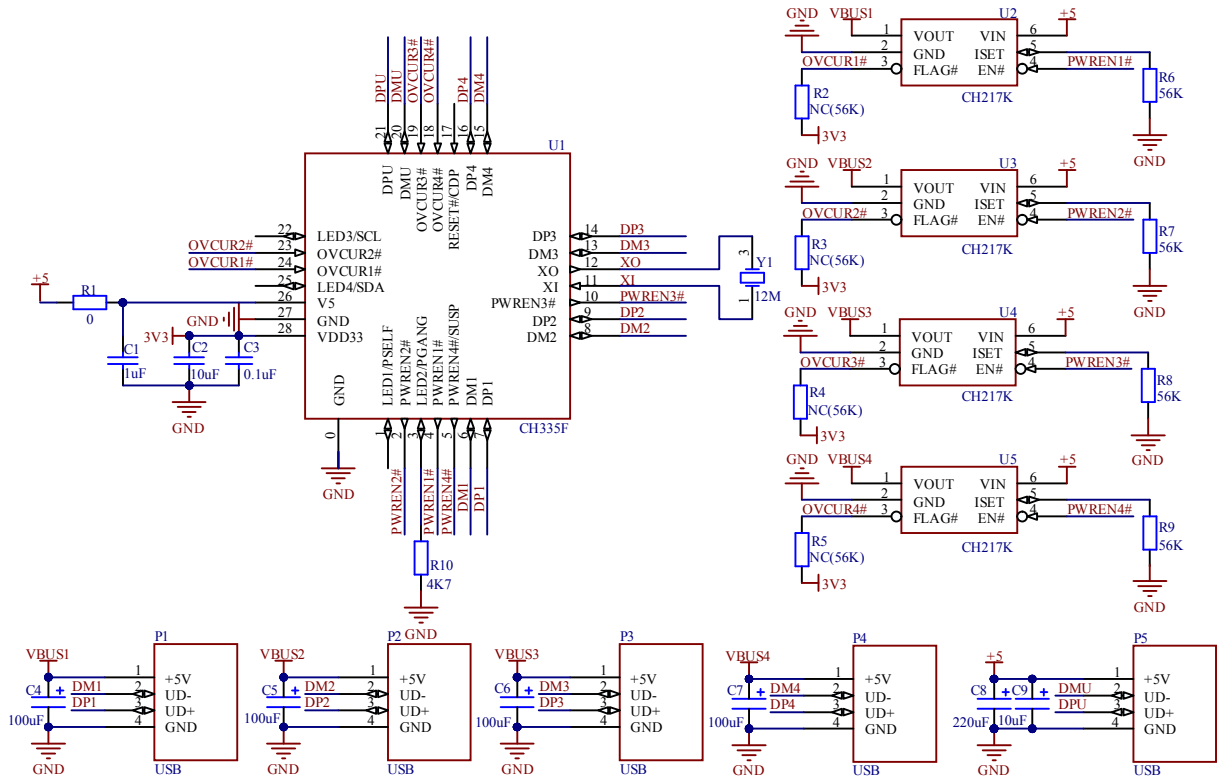 U1
CH335F
DPU
DMU
OVCUR3#
OVCUR4#
DP4
DM4
21
20
19
18
17
16
15
DPU
DMU
OVCUR3#
OVCUR4#
RESET#/CDP
DP4
DM4
OVCUR2#
OVCUR1#
22
23
24
25
26
27
28
LED3/SCL
OVCUR2#
OVCUR1#
LED4/SDA
V5
GND
VDD33
DP3
DM3
XO
XI
PWREN3#
DP2
DM2
14
13
12
11
10
9
8
DP3
DM3
XO
XI
PWREN3#
DP2
DM2
3
Y1
12M
1
GND
LED1/PSELF
PWREN2#
LED2/PGANG
PWREN1#
PWREN4#/SUSP
DM1
DP1
0
1
2
3
4
5
6
7
PWREN2#
PWREN1#
PWREN4#
DM1
DP1
GND
R10
4K7
GND
+5
R1
0
GND
3V3
C1
1uF
C2
10uF
C3
0.1uF
GND
GND
VBUS1
U2
+5
1 VOUT VIN 6
2 GND ISET 5
OVCUR1# 3 FLAG# EN# 4 PWREN1#
CH217K
R2
NC(56K)
3V3
R6
56K
GND
GND
VBUS2
U3
+5
1 VOUT VIN 6
2 GND ISET 5
OVCUR2# 3 FLAG# EN# 4 PWREN2#
CH217K
R3
NC(56K)
3V3
R7
56K
GND
GND
VBUS3
U4
+5
1 VOUT VIN 6
2 GND ISET 5
OVCUR3# 3 FLAG# EN# 4 PWREN3#
CH217K
R4
NC(56K)
3V3
R8
56K
GND
GND
VBUS4
U5
+5
1 VOUT VIN 6
2 GND ISET 5
OVCUR4# 3 FLAG# EN# 4 PWREN4#
CH217K
R5
NC(56K)
3V3
R9
56K
GND
P1
VBUS1
1 +5V
C4 + DM1 2 UD-
DP1 3 UD+
100uF 4 GND
GND
USB
P2
VBUS2
1 +5V
C5 + DM2 2 UD-
DP2 3 UD+
100uF 4 GND
GND
USB
P3
VBUS3
1 +5V
C6 + DM3 2 UD-
DP3 3 UD+
100uF 4 GND
GND
USB
P4
VBUS4
1 +5V
C7 + DM4 2 UD-
DP4 3 UD+
100uF 4 GND
GND
USB
P5
+5
1 +5V
C8 + C9 + DMU 2 UD-
DPU 3 UD+
220uF 10uF 4 GND
GND
USB